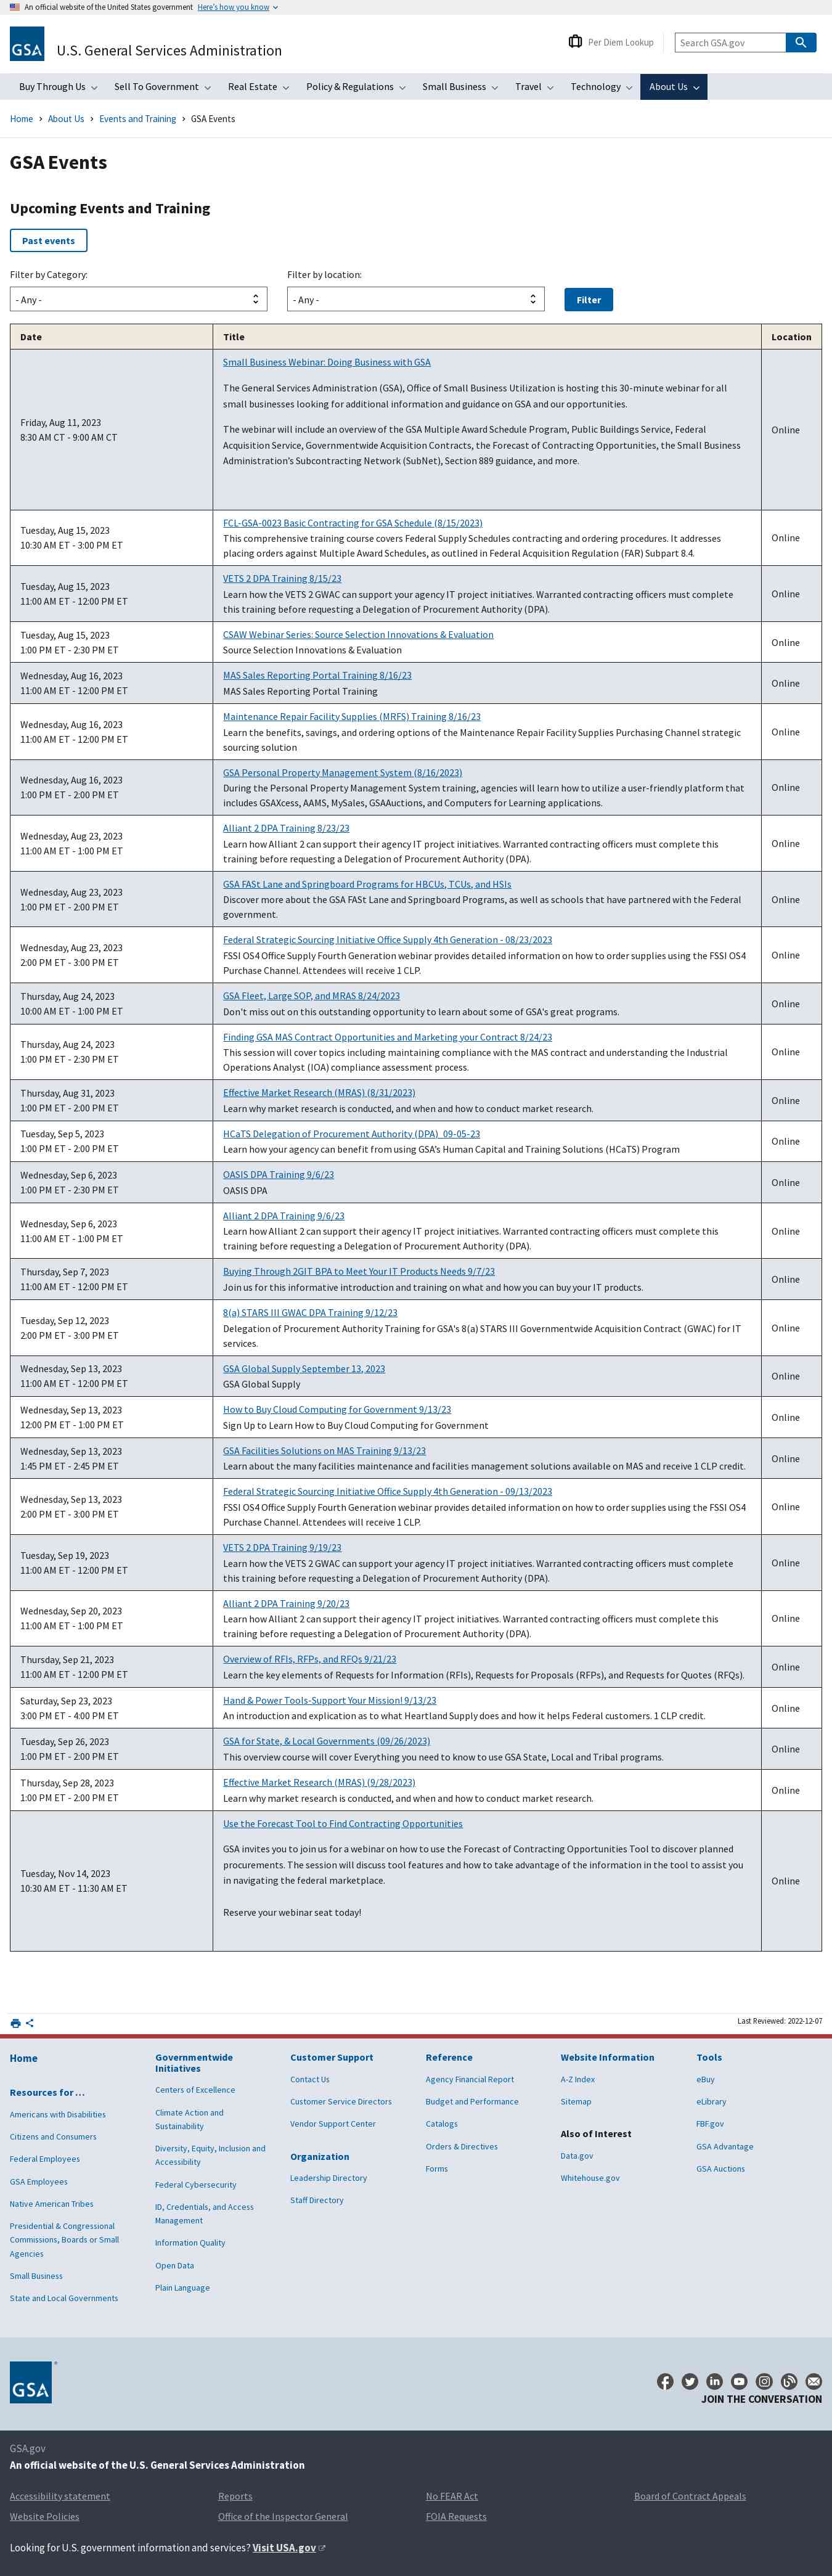 An official website of the United States government Here's how you know
GSA
U.S. General Services Administration
Per Diem Lookup
Search GSA.gov
Buy Through Us
Sell To Government
Real Estate
Policy & Regulations
Small Business
Travel
Technology
About Us
Home > About Us > Events and Training > GSA Events
GSA Events
Upcoming Events and Training
Past events
Filter by Category:
- Any -
Filter by location:
- Any -
Filter
Date Title Location
Friday, Aug 11, 2023
8:30 AM CT - 9:00 AM CT
Small Business Webinar: Doing Business with GSA
The General Services Administration (GSA), Office of Small Business Utilization is hosting this 30-minute webinar for all
small businesses looking for additional information and guidance on GSA and our opportunities.
The webinar will include an overview of the GSA Multiple Award Schedule Program, Public Buildings Service, Federal
Acquisition Service, Governmentwide Acquisition Contracts, the Forecast of Contracting Opportunities, the Small Business
Administration's Subcontracting Network (SubNet), Section 889 guidance, and more.
Online
Tuesday, Aug 15, 2023
10:30 AM ET - 3:00 PM ET
FCL-GSA-0023 Basic Contracting for GSA Schedule (8/15/2023)
This comprehensive training course covers Federal Supply Schedules contracting and ordering procedures. It addresses
placing orders against Multiple Award Schedules, as outlined in Federal Acquisition Regulation (FAR) Subpart 8.4.
Online
Tuesday, Aug 15, 2023
11:00 AM ET - 12:00 PM ET
VETS 2 DPA Training 8/15/23
Learn how the VETS 2 GWAC can support your agency IT project initiatives. Warranted contracting officers must complete
this training before requesting a Delegation of Procurement Authority (DPA).
Online
Tuesday, Aug 15, 2023
1:00 PM ET - 2:30 PM ET
CSAW Webinar Series: Source Selection Innovations & Evaluation
Source Selection Innovations & Evaluation
Online
Wednesday, Aug 16, 2023
11:00 AM ET - 12:00 PM ET
MAS Sales Reporting Portal Training 8/16/23
MAS Sales Reporting Portal Training
Online
Wednesday, Aug 16, 2023
11:00 AM ET - 12:00 PM ET
Maintenance Repair Facility Supplies (MRFS) Training 8/16/23
Learn the benefits, savings, and ordering options of the Maintenance Repair Facility Supplies Purchasing Channel strategic
sourcing solution
Online
Wednesday, Aug 16, 2023
1:00 PM ET - 2:00 PM ET
GSA Personal Property Management System (8/16/2023)
During the Personal Property Management System training, agencies will learn how to utilize a user-friendly platform that
includes GSAXcess, AAMS, MySales, GSAAuctions, and Computers for Learning applications.
Online
Wednesday, Aug 23, 2023
11:00 AM ET - 1:00 PM ET
Alliant 2 DPA Training 8/23/23
Learn how Alliant 2 can support their agency IT project initiatives. Warranted contracting officers must complete this
training before requesting a Delegation of Procurement Authority (DPA).
Online
Wednesday, Aug 23, 2023
1:00 PM ET - 2:00 PM ET
GSA FASt Lane and Springboard Programs for HBCUs, TCUs, and HSIs
Discover more about the GSA FASt Lane and Springboard Programs, as well as schools that have partnered with the Federal
government.
Online
Wednesday, Aug 23, 2023
2:00 PM ET - 3:00 PM ET
Federal Strategic Sourcing Initiative Office Supply 4th Generation - 08/23/2023
FSSI OS4 Office Supply Fourth Generation webinar provides detailed information on how to order supplies using the FSSI OS4
Purchase Channel. Attendees will receive 1 CLP.
Online
Thursday, Aug 24, 2023
10:00 AM ET - 1:00 PM ET
GSA Fleet, Large SOP, and MRAS 8/24/2023
Don't miss out on this outstanding opportunity to learn about some of GSA's great programs.
Online
Thursday, Aug 24, 2023
1:00 PM ET - 2:30 PM ET
Finding GSA MAS Contract Opportunities and Marketing your Contract 8/24/23
This session will cover topics including maintaining compliance with the MAS contract and understanding the Industrial
Operations Analyst (IOA) compliance assessment process.
Online
Thursday, Aug 31, 2023
1:00 PM ET - 2:00 PM ET
Effective Market Research (MRAS) (8/31/2023)
Learn why market research is conducted, and when and how to conduct market research.
Online
Tuesday, Sep 5, 2023
1:00 PM ET - 2:00 PM ET
HCaTS Delegation of Procurement Authority (DPA)_09-05-23
Learn how your agency can benefit from using GSA's Human Capital and Training Solutions (HCaTS) Program
Online
Wednesday, Sep 6, 2023
1:00 PM ET - 2:30 PM ET
OASIS DPA Training 9/6/23
OASIS DPA
Online
Wednesday, Sep 6, 2023
11:00 AM ET - 1:00 PM ET
Alliant 2 DPA Training 9/6/23
Learn how Alliant 2 can support their agency IT project initiatives. Warranted contracting officers must complete this
training before requesting a Delegation of Procurement Authority (DPA).
Online
Thursday, Sep 7, 2023
11:00 AM ET - 12:00 PM ET
Buying Through 2GIT BPA to Meet Your IT Products Needs 9/7/23
Join us for this informative introduction and training on what and how you can buy your IT products.
Online
Tuesday, Sep 12, 2023
2:00 PM ET - 3:00 PM ET
8(a) STARS III GWAC DPA Training 9/12/23
Delegation of Procurement Authority Training for GSA's 8(a) STARS III Governmentwide Acquisition Contract (GWAC) for IT
services.
Online
Wednesday, Sep 13, 2023
11:00 AM ET - 12:00 PM ET
GSA Global Supply September 13, 2023
GSA Global Supply
Online
Wednesday, Sep 13, 2023
12:00 PM ET - 1:00 PM ET
How to Buy Cloud Computing for Government 9/13/23
Sign Up to Learn How to Buy Cloud Computing for Government
Online
Wednesday, Sep 13, 2023
1:45 PM ET - 2:45 PM ET
GSA Facilities Solutions on MAS Training 9/13/23
Learn about the many facilities maintenance and facilities management solutions available on MAS and receive 1 CLP credit.
Online
Wednesday, Sep 13, 2023
2:00 PM ET - 3:00 PM ET
Federal Strategic Sourcing Initiative Office Supply 4th Generation - 09/13/2023
FSSI OS4 Office Supply Fourth Generation webinar provides detailed information on how to order supplies using the FSSI OS4
Purchase Channel. Attendees will receive 1 CLP.
Online
Tuesday, Sep 19, 2023
11:00 AM ET - 12:00 PM ET
VETS 2 DPA Training 9/19/23
Learn how the VETS 2 GWAC can support your agency IT project initiatives. Warranted contracting officers must complete
this training before requesting a Delegation of Procurement Authority (DPA).
Online
Wednesday, Sep 20, 2023
11:00 AM ET - 1:00 PM ET
Alliant 2 DPA Training 9/20/23
Learn how Alliant 2 can support their agency IT project initiatives. Warranted contracting officers must complete this
training before requesting a Delegation of Procurement Authority (DPA).
Online
Thursday, Sep 21, 2023
11:00 AM ET - 12:00 PM ET
Overview of RFIs, RFPs, and RFQs 9/21/23
Learn the key elements of Requests for Information (RFIs), Requests for Proposals (RFPs), and Requests for Quotes (RFQs).
Online
Saturday, Sep 23, 2023
3:00 PM ET - 4:00 PM ET
Hand & Power Tools-Support Your Mission! 9/13/23
An introduction and explication as to what Heartland Supply does and how it helps Federal customers. 1 CLP credit.
Online
Tuesday, Sep 26, 2023
1:00 PM ET - 2:00 PM ET
GSA for State, & Local Governments (09/26/2023)
This overview course will cover Everything you need to know to use GSA State, Local and Tribal programs.
Online
Thursday, Sep 28, 2023
1:00 PM ET - 2:00 PM ET
Effective Market Research (MRAS) (9/28/2023)
Learn why market research is conducted, and when and how to conduct market research.
Online
Tuesday, Nov 14, 2023
10:30 AM ET - 11:30 AM ET
Use the Forecast Tool to Find Contracting Opportunities
GSA invites you to join us for a webinar on how to use the Forecast of Contracting Opportunities Tool to discover planned
procurements. The session will discuss tool features and how to take advantage of the information in the tool to assist you
in navigating the federal marketplace.
Reserve your webinar seat today!
Online
Last Reviewed: 2022-12-07
Home
Resources for …
Americans with Disabilities
Citizens and Consumers
Federal Employees
GSA Employees
Native American Tribes
Presidential & Congressional
Commissions, Boards or Small
Agencies
Small Business
State and Local Governments
Governmentwide
Initiatives
Centers of Excellence
Climate Action and
Sustainability
Diversity, Equity, Inclusion and
Accessibility
Federal Cybersecurity
ID, Credentials, and Access
Management
Information Quality
Open Data
Plain Language
Customer Support
Contact Us
Customer Service Directors
Vendor Support Center
Organization
Leadership Directory
Staff Directory
Reference
Agency Financial Report
Budget and Performance
Catalogs
Orders & Directives
Forms
Website Information
A-Z Index
Sitemap
Also of Interest
Data.gov
Whitehouse.gov
Tools
eBuy
eLibrary
FBF.gov
GSA Advantage
GSA Auctions
GSA
JOIN THE CONVERSATION
GSA.gov
An official website of the U.S. General Services Administration
Accessibility statement
Reports
No FEAR Act
Board of Contract Appeals
Website Policies
Office of the Inspector General
FOIA Requests
Looking for U.S. government information and services? Visit USA.gov